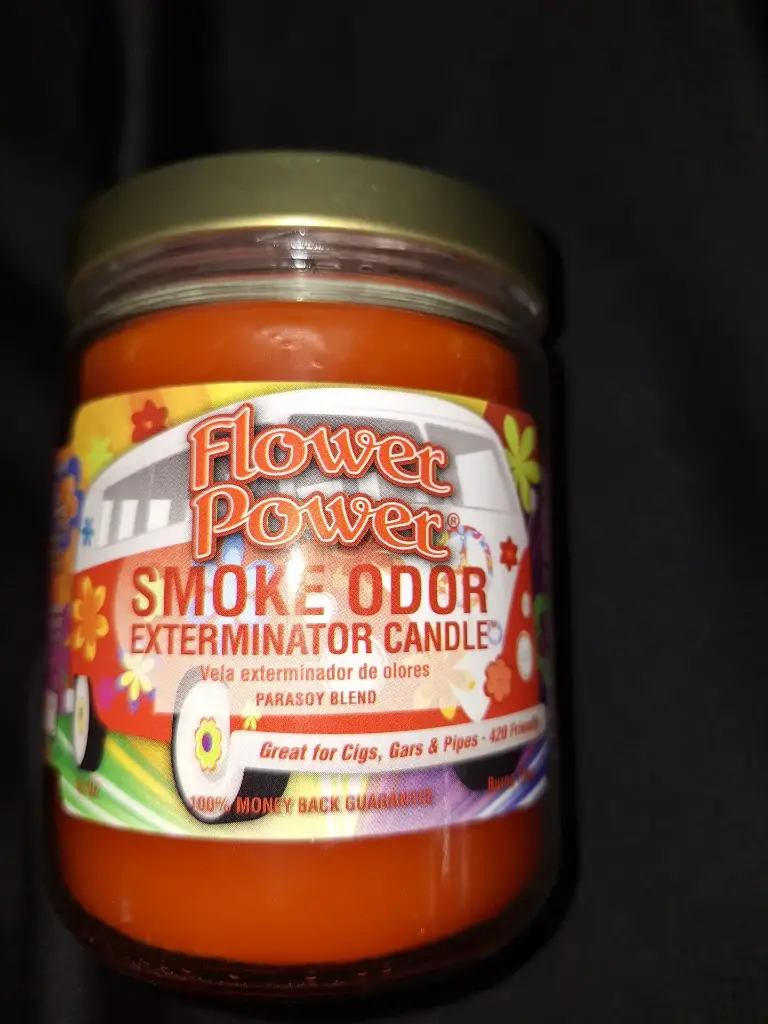 Flower
Power®
SMOKE ODOR
EXTERMINATOR CANDLE™
Vela exterminador de olores
PARASOY BLEND
Great for Cigs, Gars & Pipes - 420 Friendly
100% MONEY BACK GUARANTEE